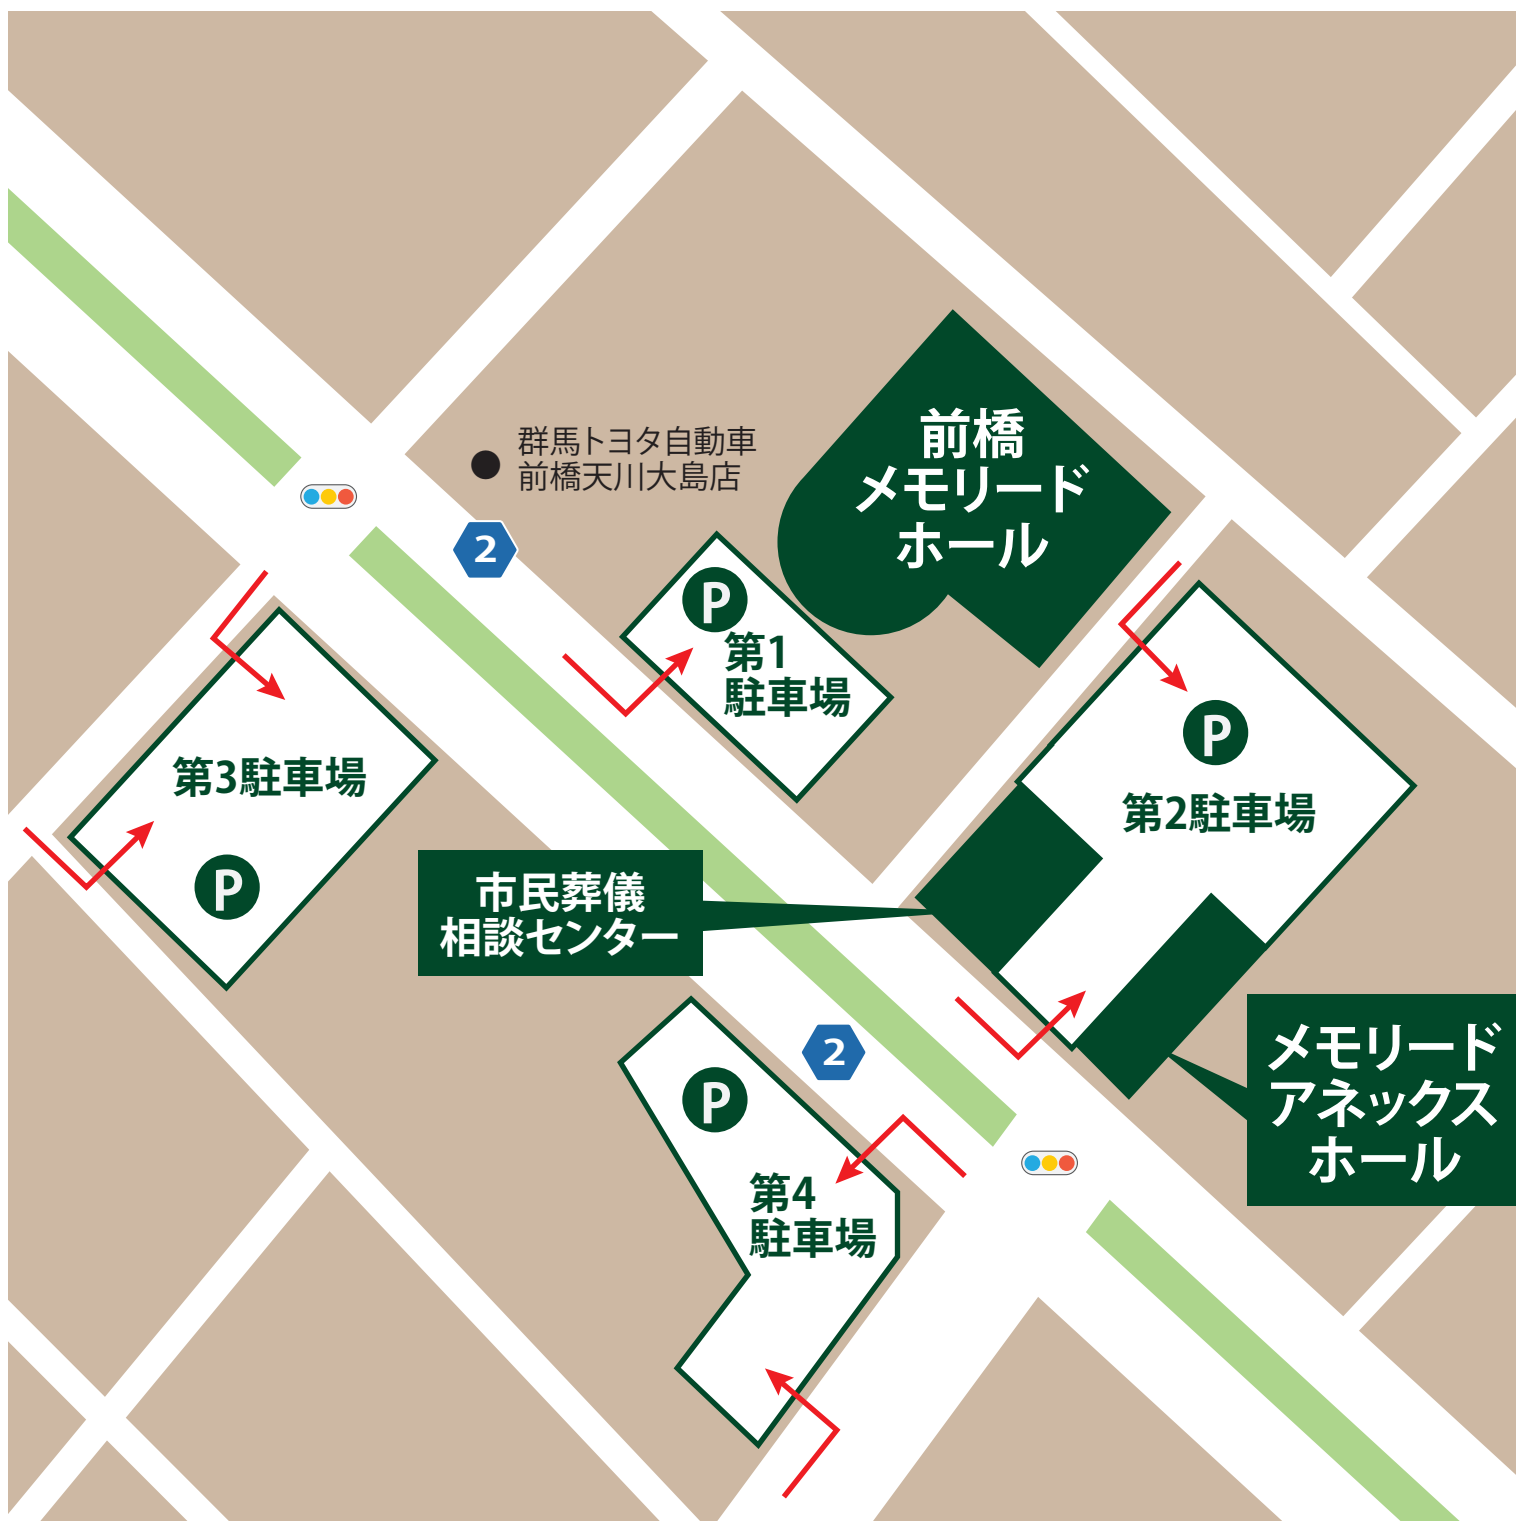 前橋
メモリード
ホール
群馬トヨタ自動車
前橋天川大島店
2
P
第1
駐車場
P
第2駐車場
第3駐車場
P
市民葬儀
相談センター
メモリード
アネックス
ホール
2
P
第4
駐車場